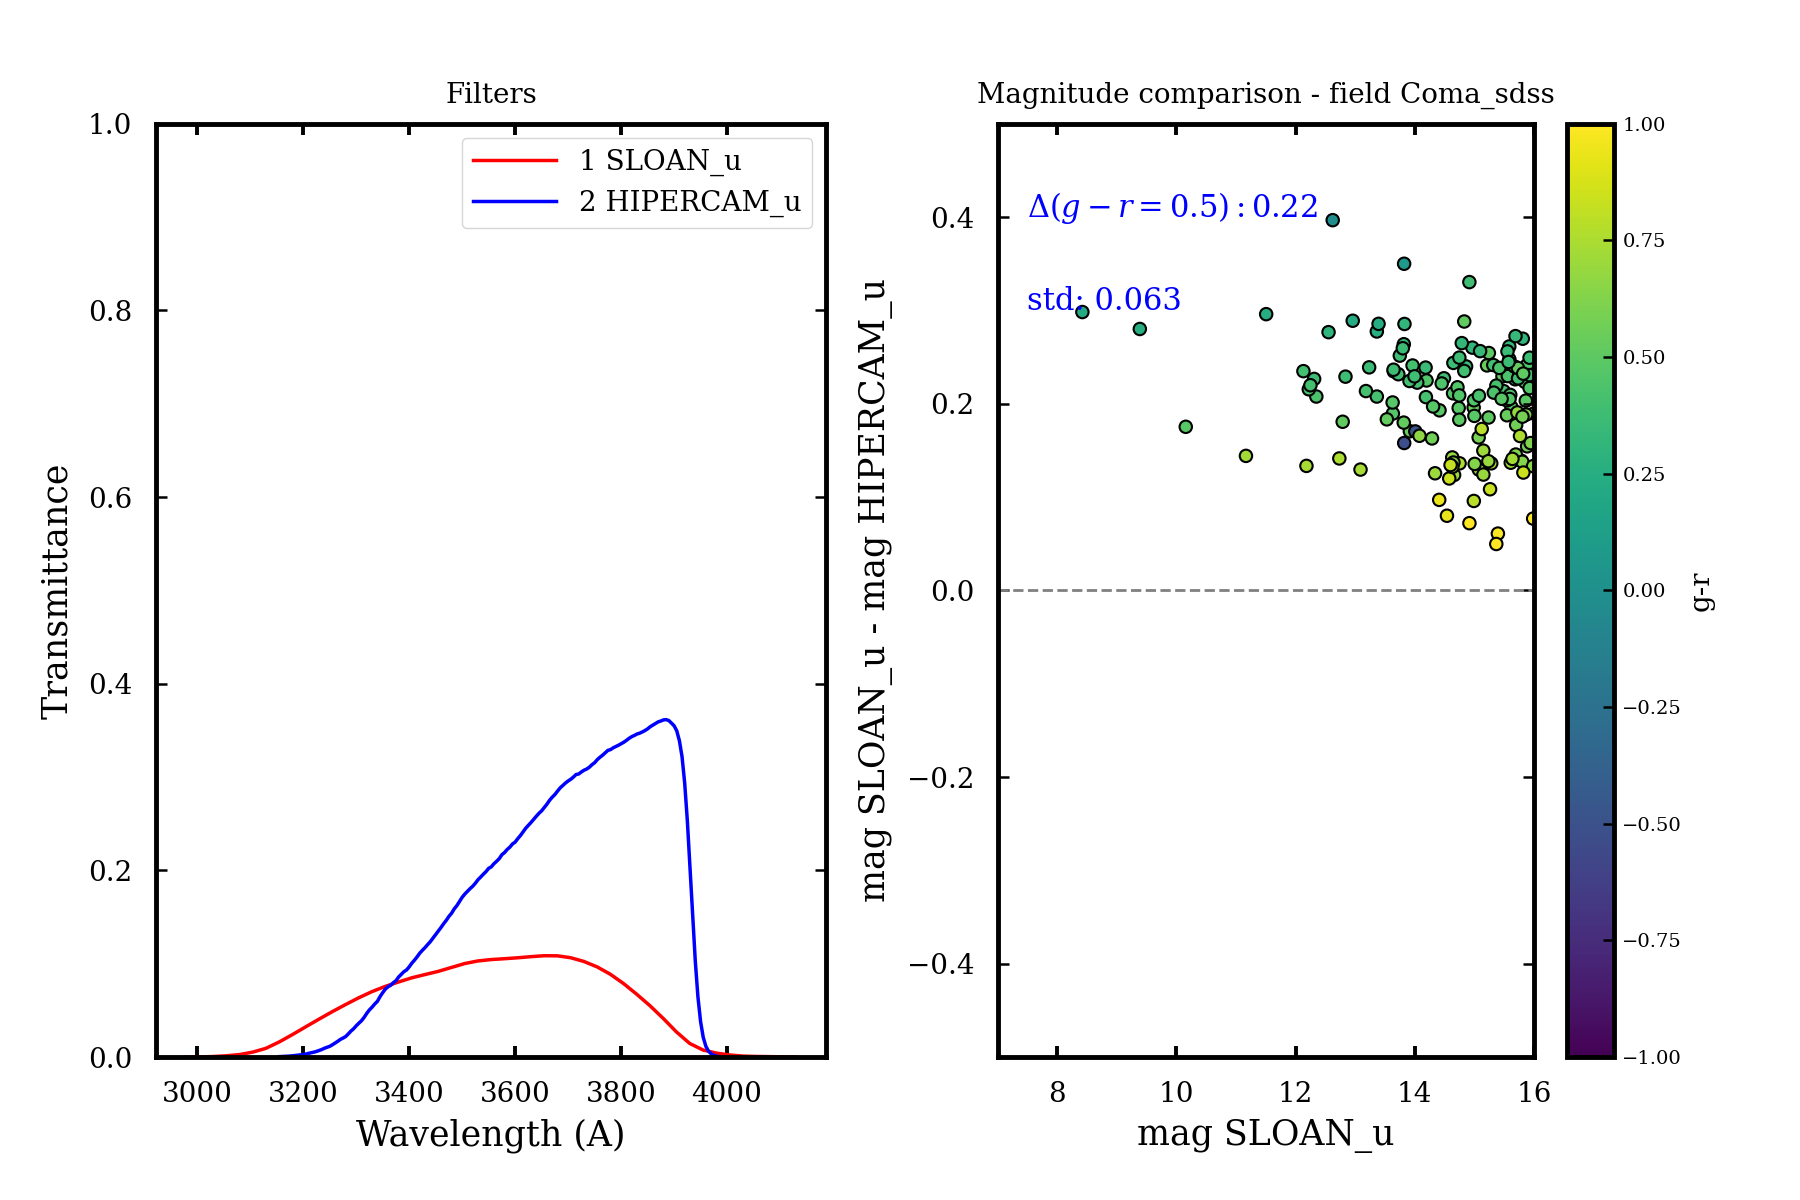 Filters
1 SLOAN_u
2 HIPERCAM_u
1.0
0.8
0.6
0.4
0.2
0.0
Transmittance
3000 3200 3400 3600 3800 4000
Wavelength (A)
Magnitude comparison - field Coma_sdss
Δ(g − r = 0.5) : 0.22
std: 0.063
0.4
0.2
0.0
−0.2
−0.4
mag SLOAN_u - mag HIPERCAM_u
8 10 12 14 16
mag SLOAN_u
1.00
0.75
0.50
0.25
0.00
−0.25
−0.50
−0.75
−1.00
g-r